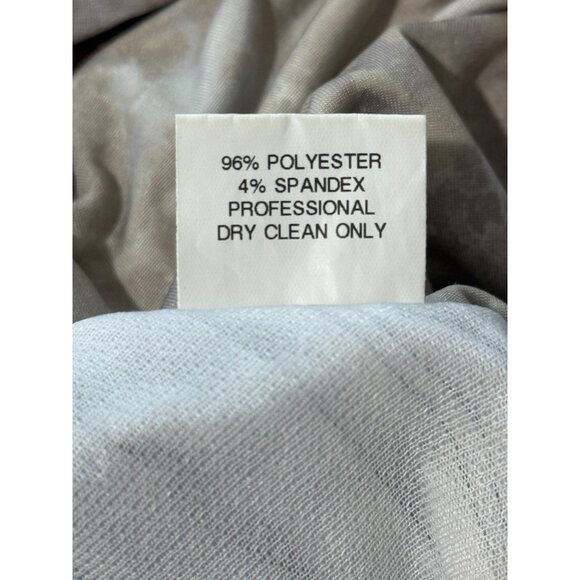 96% POLYESTER
4% SPANDEX
PROFESSIONAL
DRY CLEAN ONLY